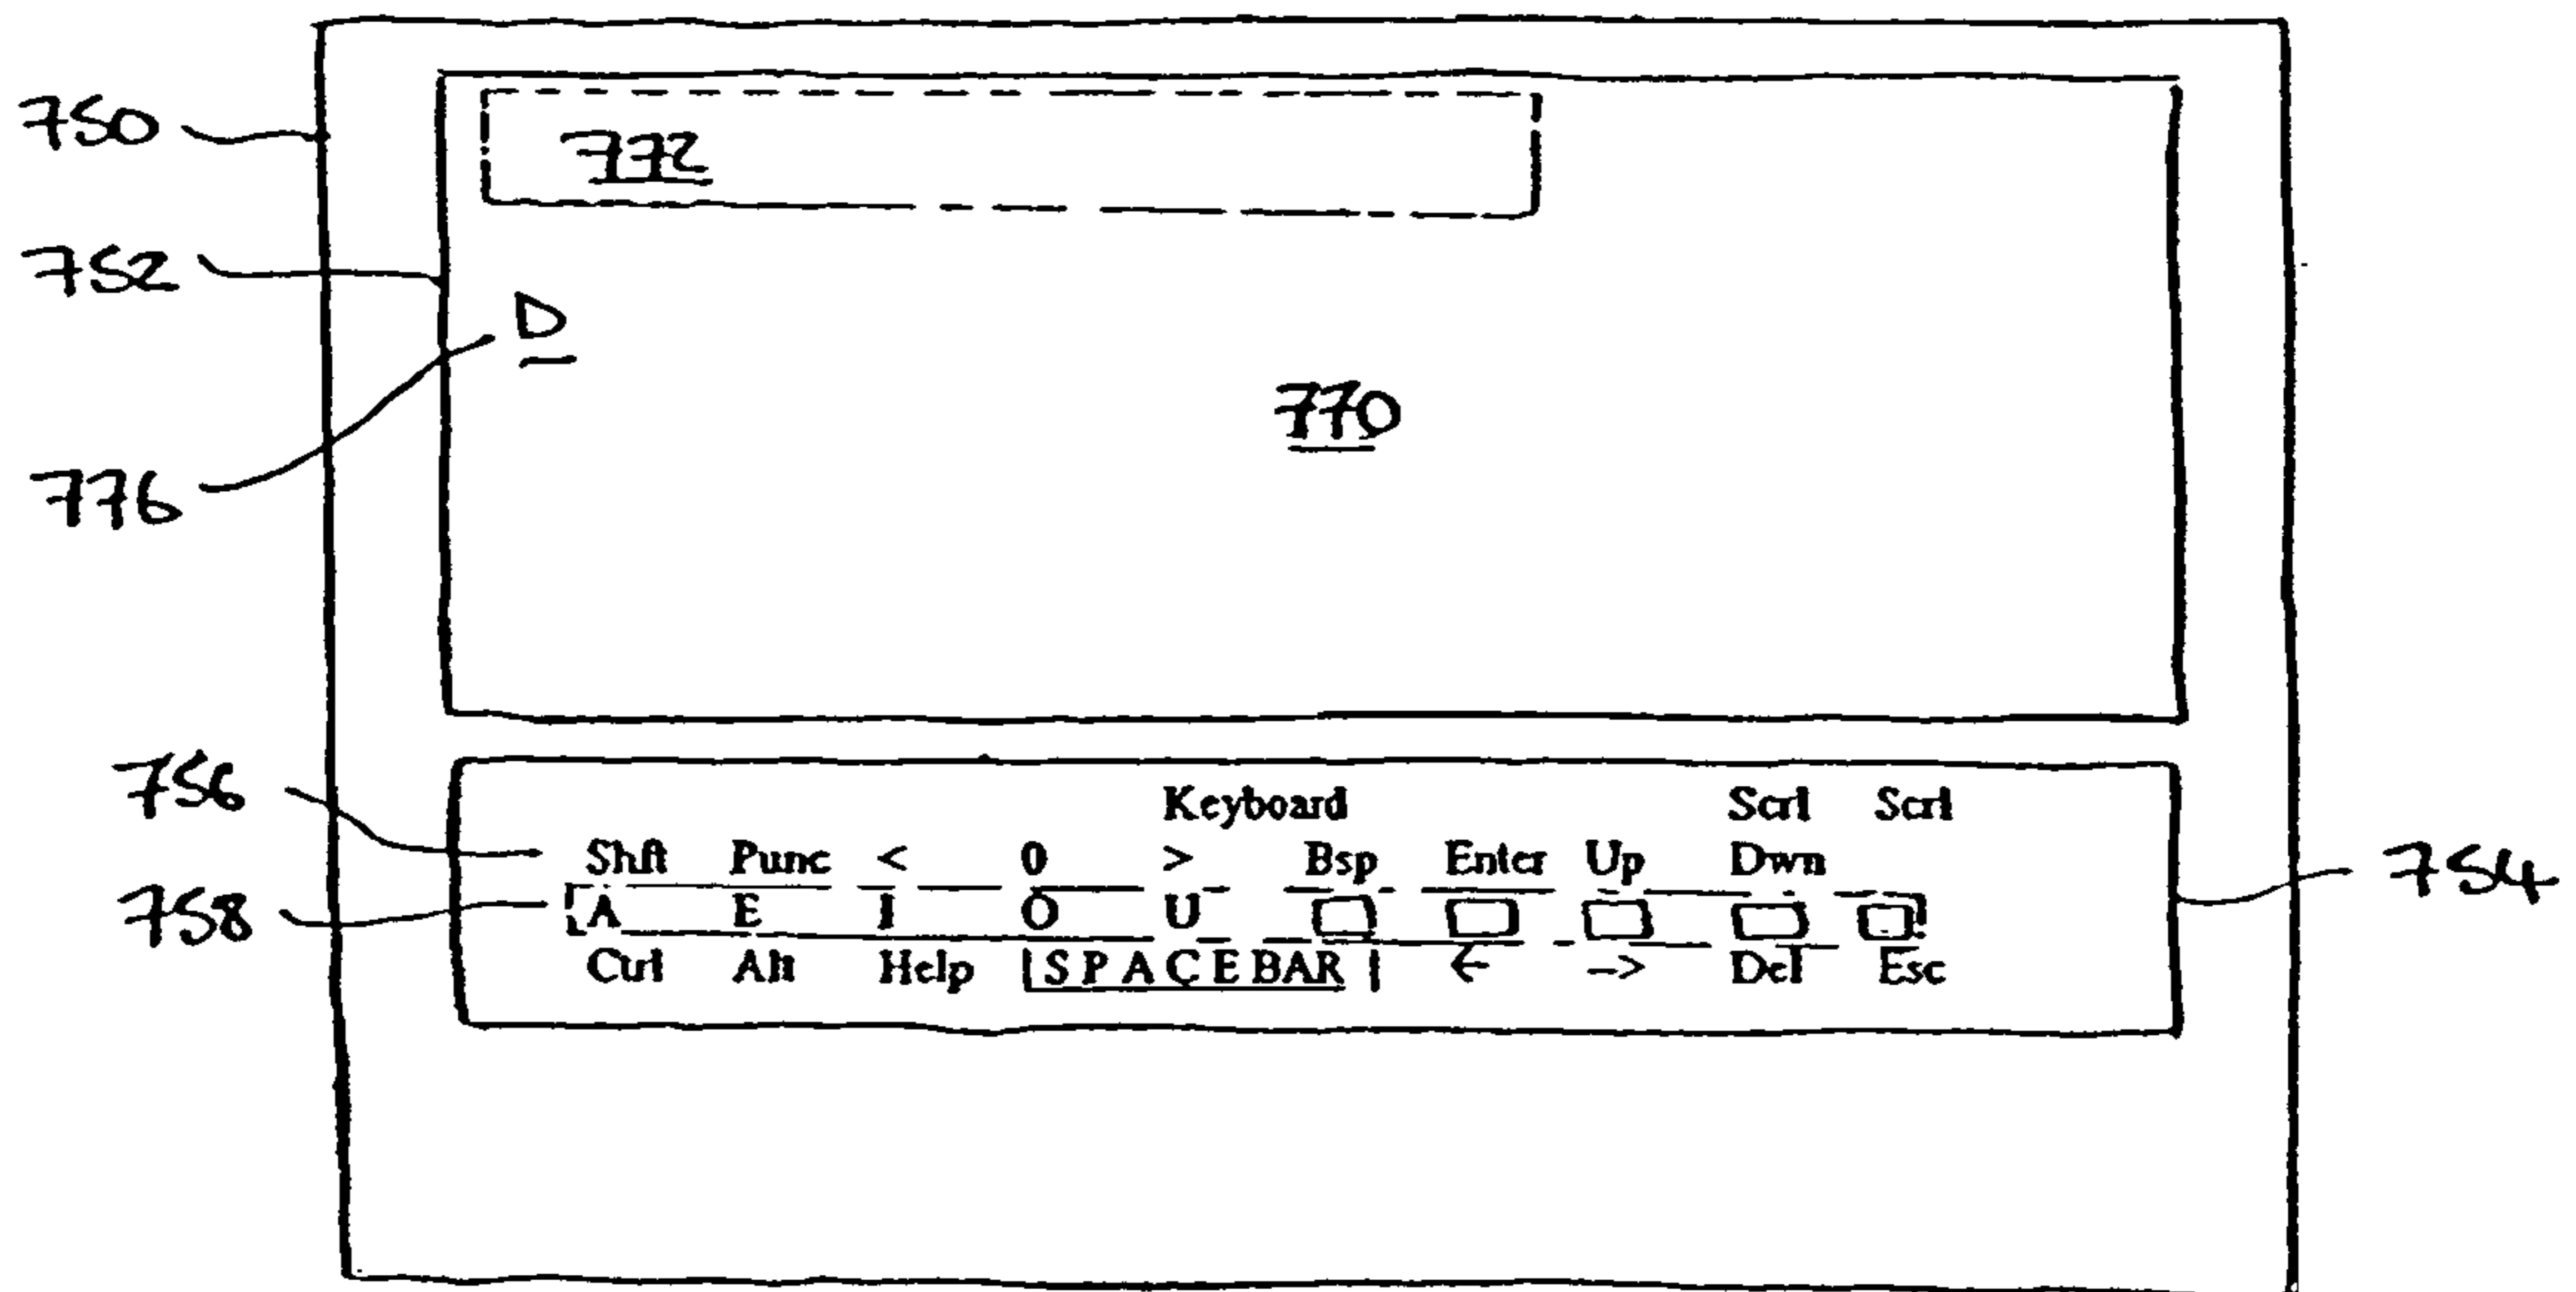 750
772
752
D
770
776
756
Keyboard Scrl Scrl
Shft Punc < 0 > Bsp Enter Up Dwn
754
758
A E I O U
Ctrl Alt Help | S P A C E BAR | <- -> Del Esc